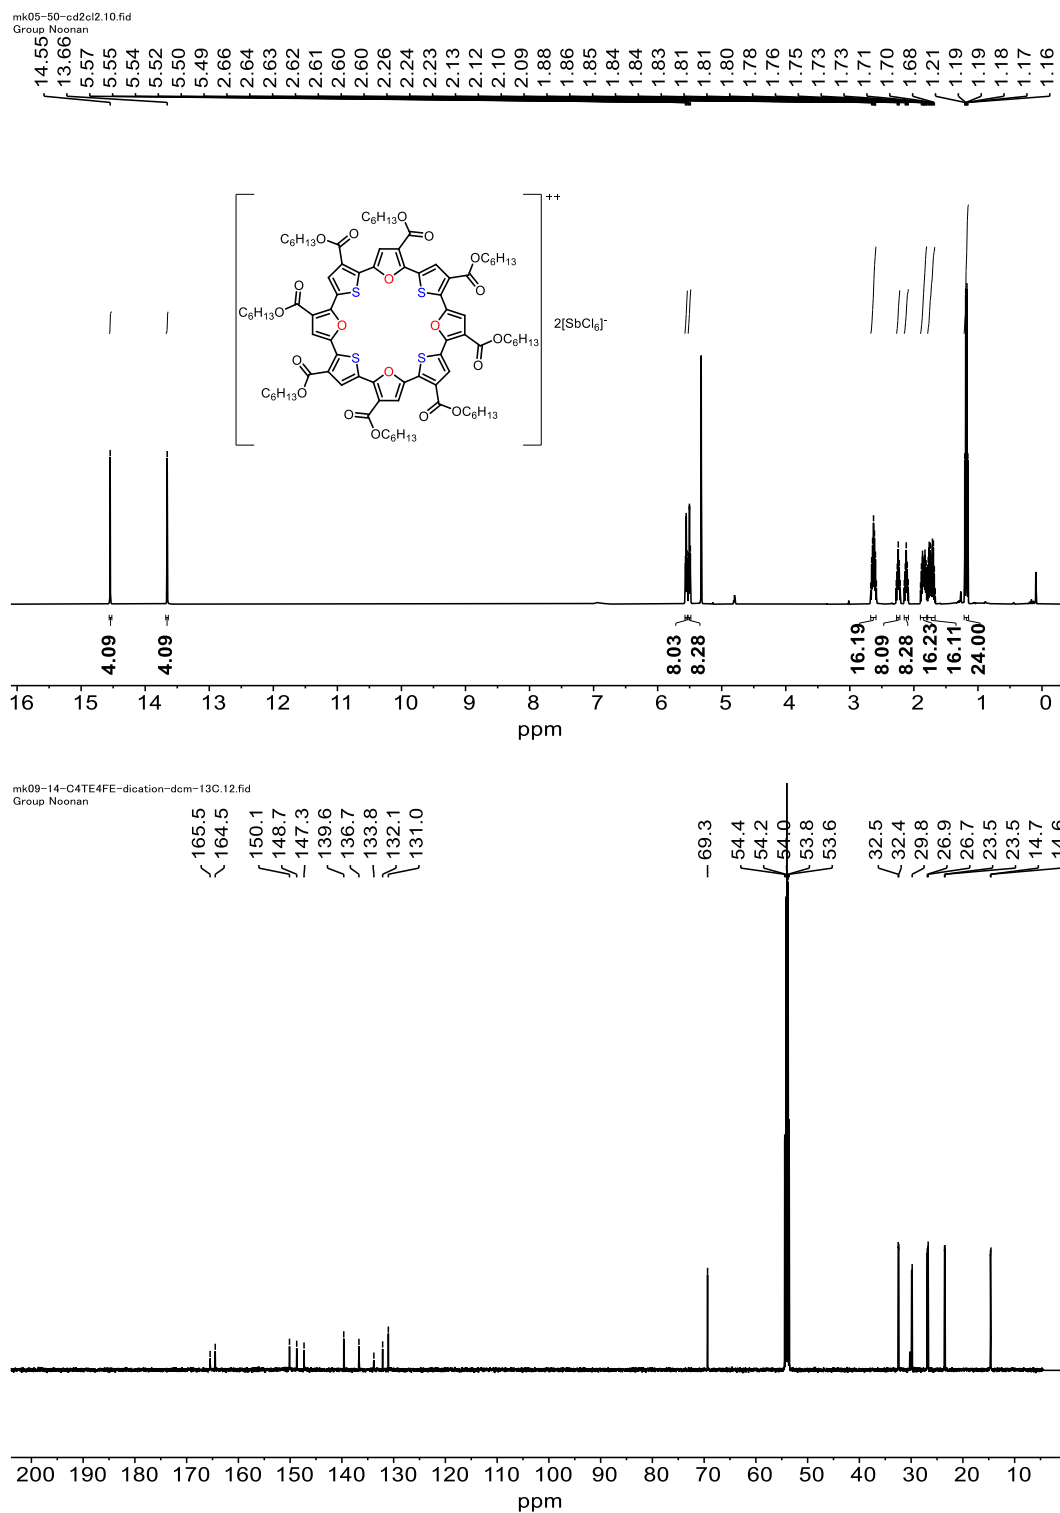 mk05-50-cd2cl2.10.fid
Group Noonan
14.55 13.66 5.57 5.55 5.54 5.52 5.50 5.49 2.66 2.64 2.63 2.62 2.61 2.60 2.60 2.26 2.24 2.23 2.13 2.12 2.10 2.09 1.88 1.86 1.85 1.84 1.84 1.83 1.81 1.81 1.80 1.78 1.76 1.75 1.73 1.73 1.71 1.70 1.68 1.21 1.19 1.19 1.18 1.17 1.16
++
C6H13O O
C6H13O O
O OC6H13
O
S S
O
C6H13O O O O OC6H13
S S
O O
C6H13O
O OC6H13
O
OC6H13
2[SbCl6]-
4.09 4.09 8.03 8.28 16.19 8.09 8.28 16.23 16.11 24.00
16 15 14 13 12 11 10 9 8 7 6 5 4 3 2 1 0
ppm
mk09-14-C4TE4FE-dication-dcm-13C.12.fid
Group Noonan
165.5 164.5 150.1 148.7 147.3 139.6 136.7 133.8 132.1 131.0 69.3 54.4 54.2 54.0 53.8 53.6 32.5 32.4 29.8 26.9 26.7 23.5 23.5 14.7 14.6
200 190 180 170 160 150 140 130 120 110 100 90 80 70 60 50 40 30 20 10
ppm